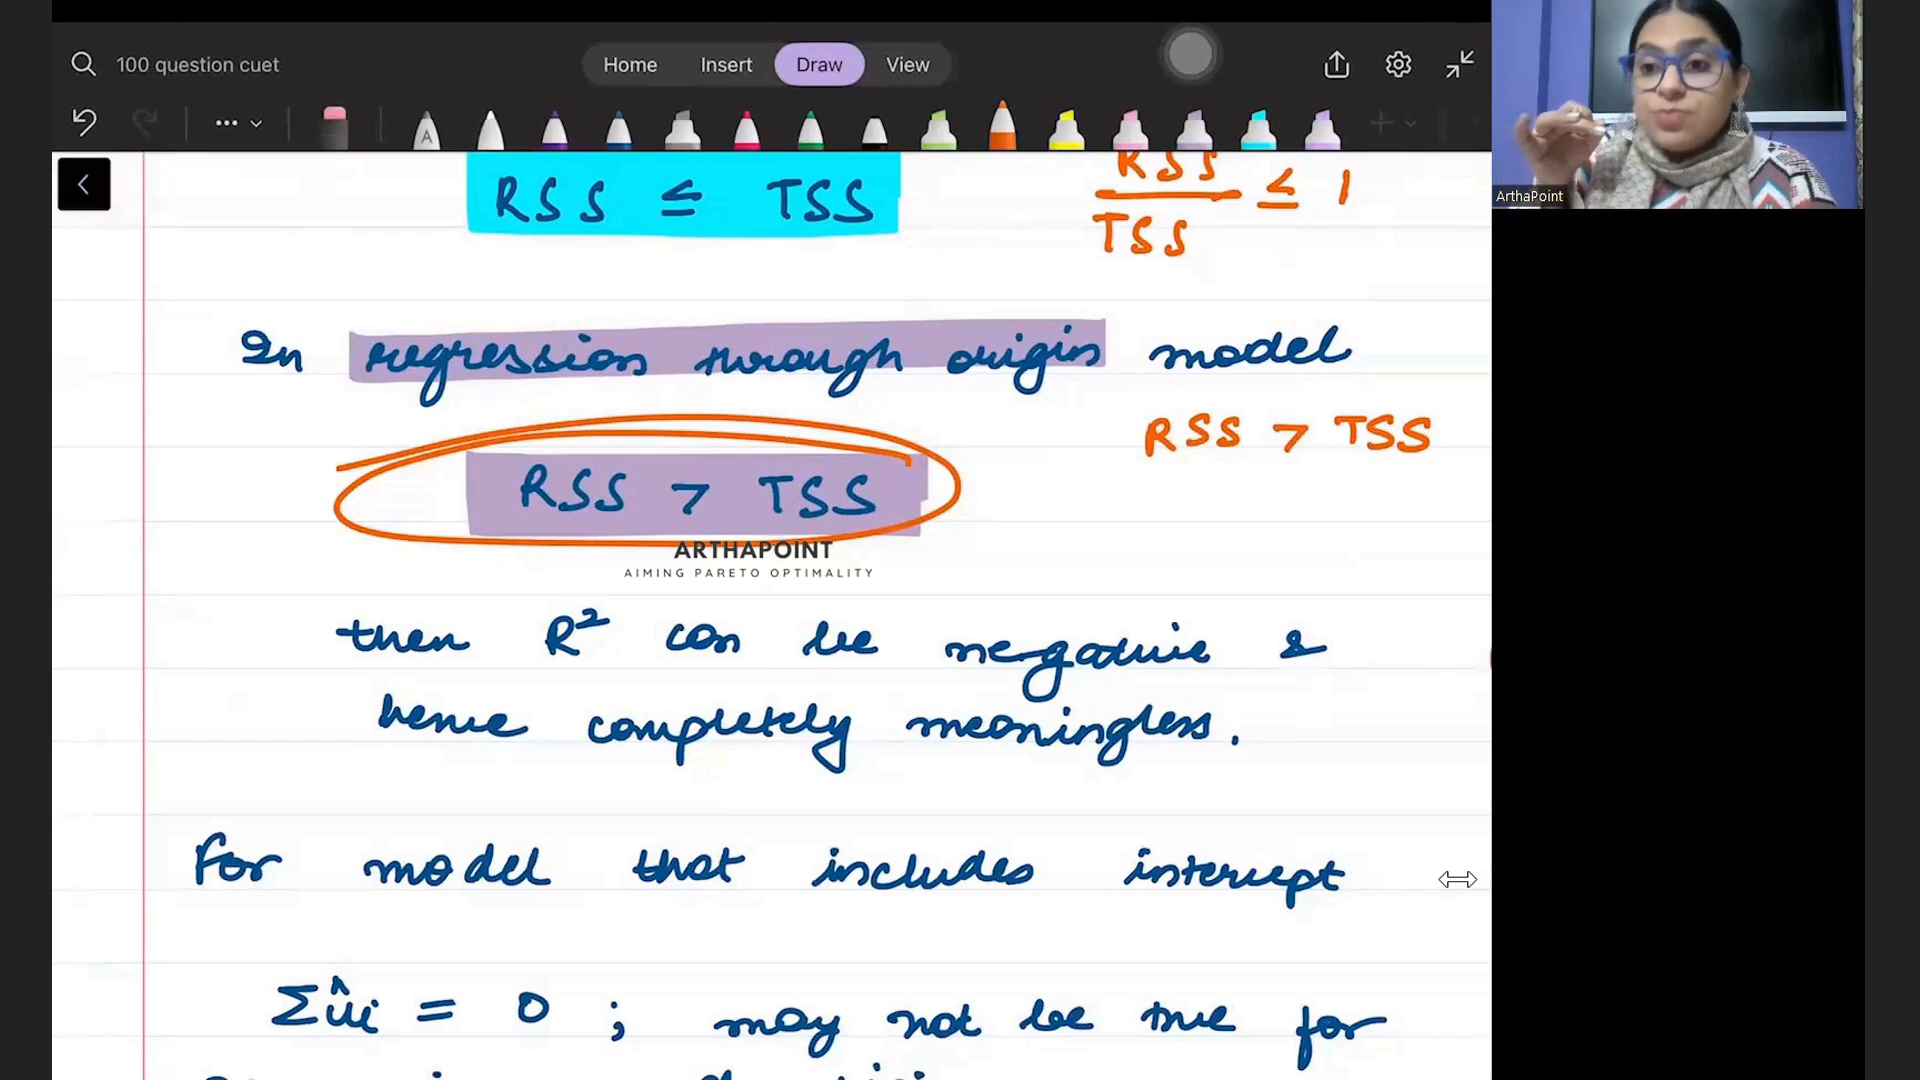 100 question cuet
Home Insert Draw View
A
RSS ≤ TSS
RSS
TSS
≤ 1
In regression through origin model
RSS > TSS
RSS > TSS
ARTHAPOINT
AIMING PARETO OPTIMALITY
then R² can be negative &
hence completely meaningless.
For model that includes intercept
Σûi = 0 ; may not be true for
ArthaPoint